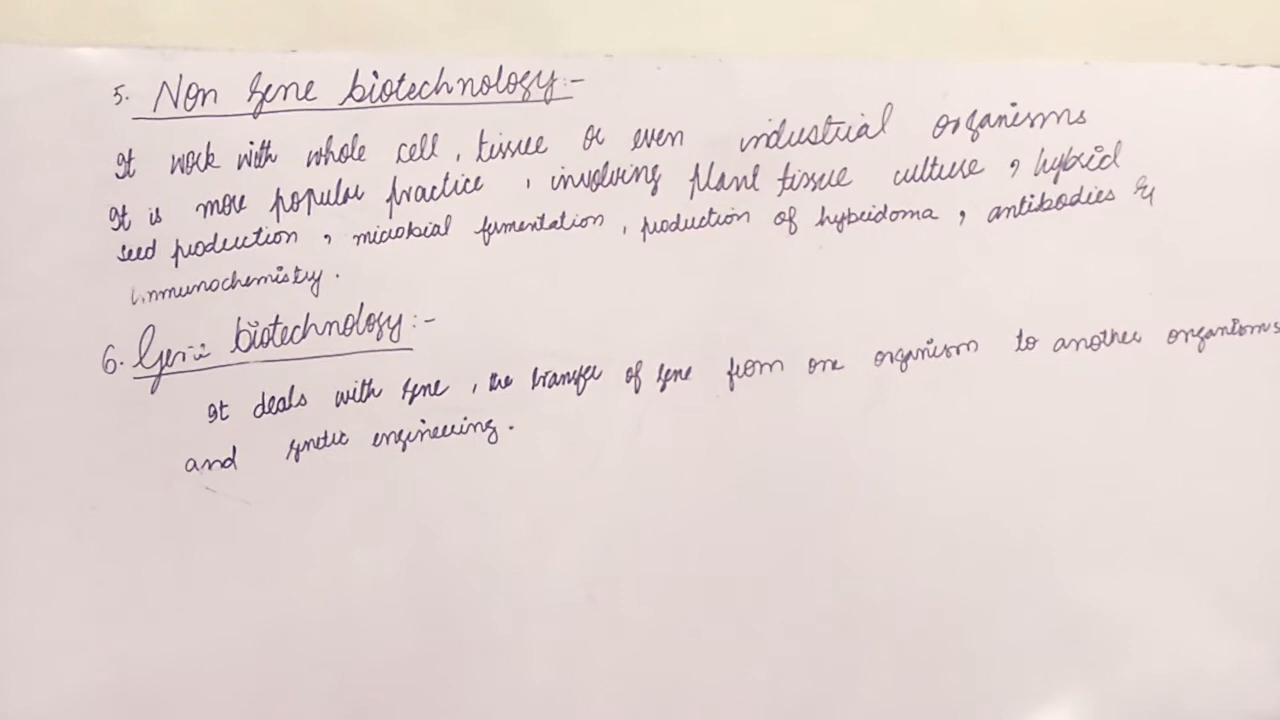 5. Non Gene biotechnology:-
It work with whole cell, tissue or even industrial organisms
It is more popular practice, involving plant tissue culture, hybrid
seed production, microbial fermentation, production of hybridoma, antibodies &
immunochemistry.
6. Gene biotechnology:-
It deals with gene, the transfer of gene from one organism to another organisms
and genetic engineering.